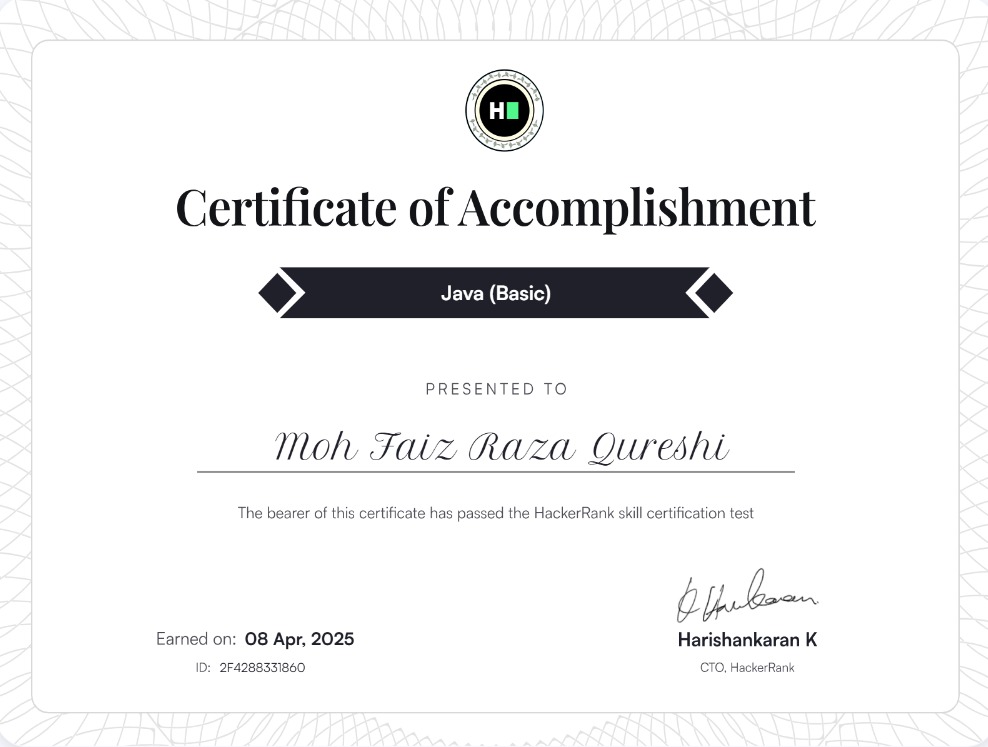 H
Certificate of Accomplishment
Java (Basic)
PRESENTED TO
Moh Faiz Raza Qureshi
The bearer of this certificate has passed the HackerRank skill certification test
Earned on: 08 Apr, 2025
ID: 2F4288331860
Harishankaran K
CTO, HackerRank